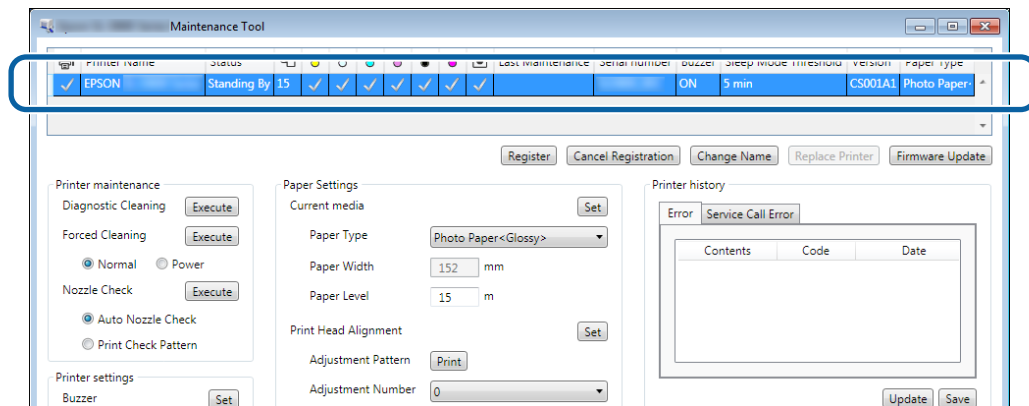 Maintenance Tool
Printer Name Status Last Maintenance Serial number Buzzer Sleep Mode Threshold Version Paper Type
EPSON Standing By 15 ON 5 min CS001A1 Photo Paper
Register Cancel Registration Change Name Replace Printer Firmware Update
Printer maintenance
Diagnostic Cleaning Execute
Forced Cleaning Execute
Normal Power
Nozzle Check Execute
Auto Nozzle Check
Print Check Pattern
Printer settings
Buzzer Set
Paper Settings
Current media Set
Paper Type Photo Paper<Glossy>
Paper Width 152 mm
Paper Level 15 m
Print Head Alignment Set
Adjustment Pattern Print
Adjustment Number 0
Printer history
Error Service Call Error
Contents Code Date
Update Save